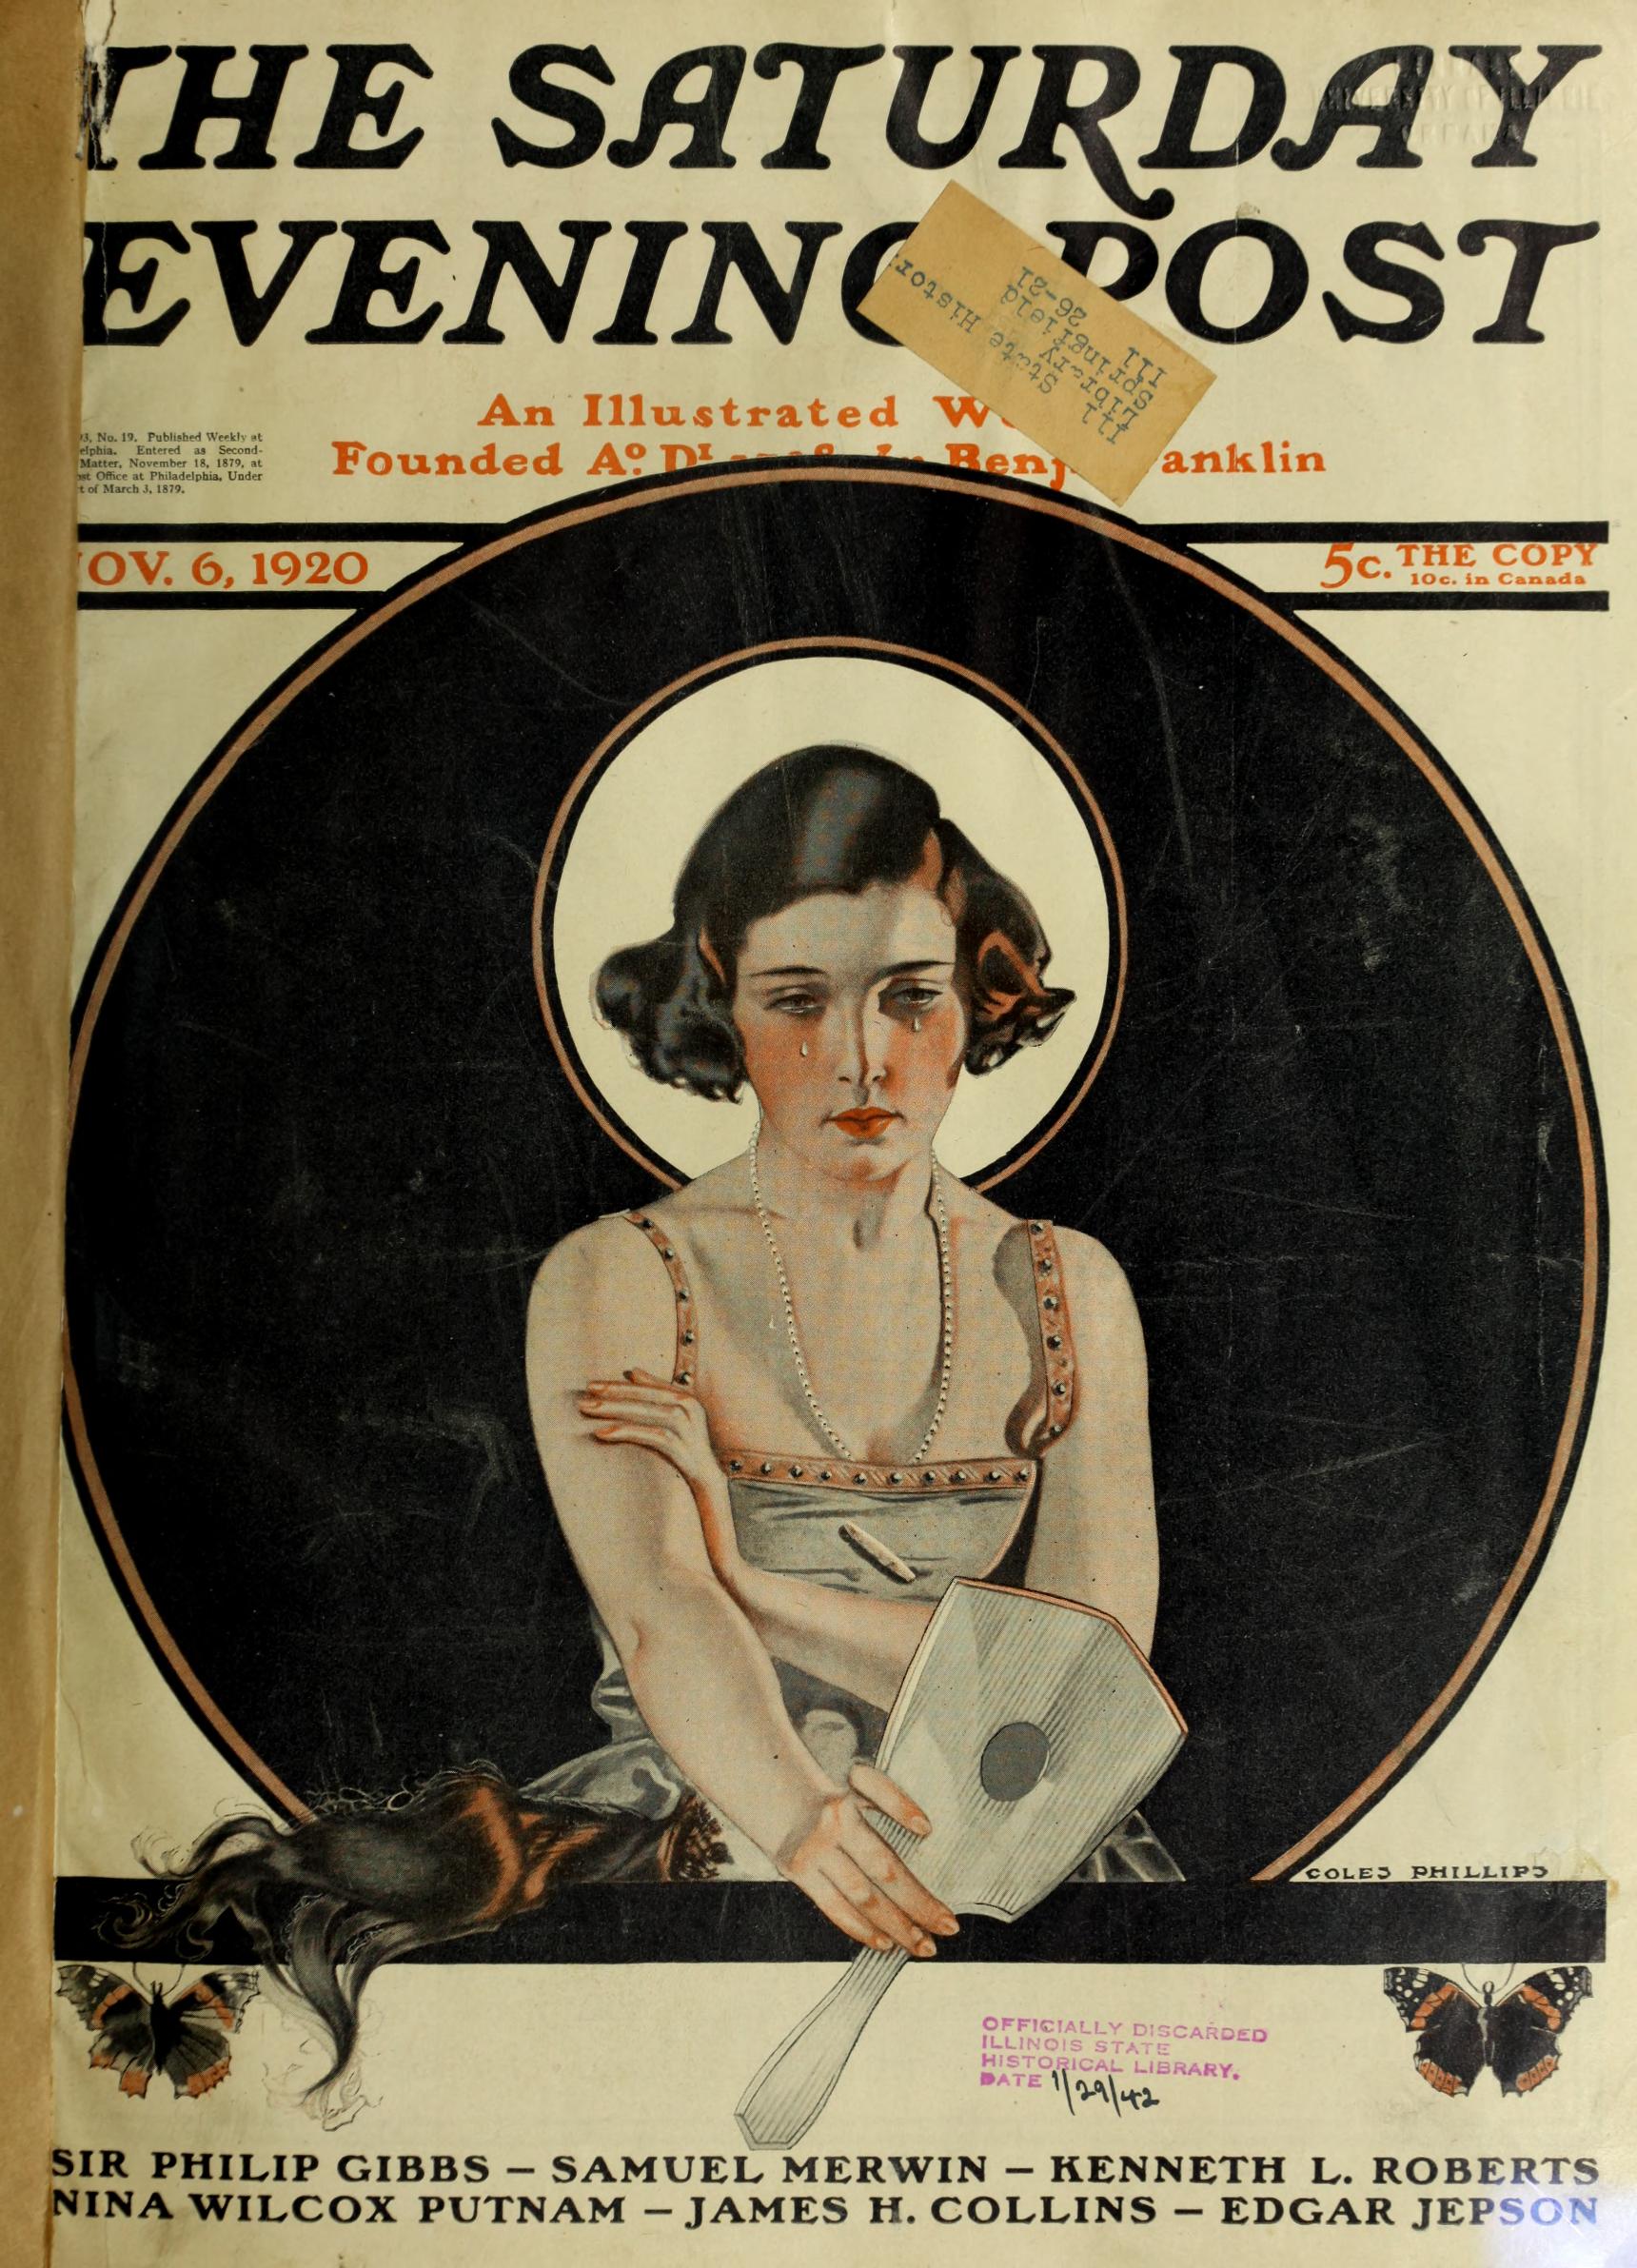 THE SATURDAY
EVENING POST
An Illustrated
Founded A.º D.ⁱ Benj. Franklin
3, No. 19. Published Weekly at
elphia. Entered as Second-
Matter, November 18, 1879, at
st Office at Philadelphia, Under
t of March 3, 1879.
Ill State Histor
Library
Springfield
Ill 26-21
OV. 6, 1920
5c. THE COPY
10c. in Canada
COLES PHILLIPS
OFFICIALLY DISCARDED
ILLINOIS STATE
HISTORICAL LIBRARY.
DATE 1/29/42
SIR PHILIP GIBBS – SAMUEL MERWIN – KENNETH L. ROBERTS
NINA WILCOX PUTNAM – JAMES H. COLLINS – EDGAR JEPSON